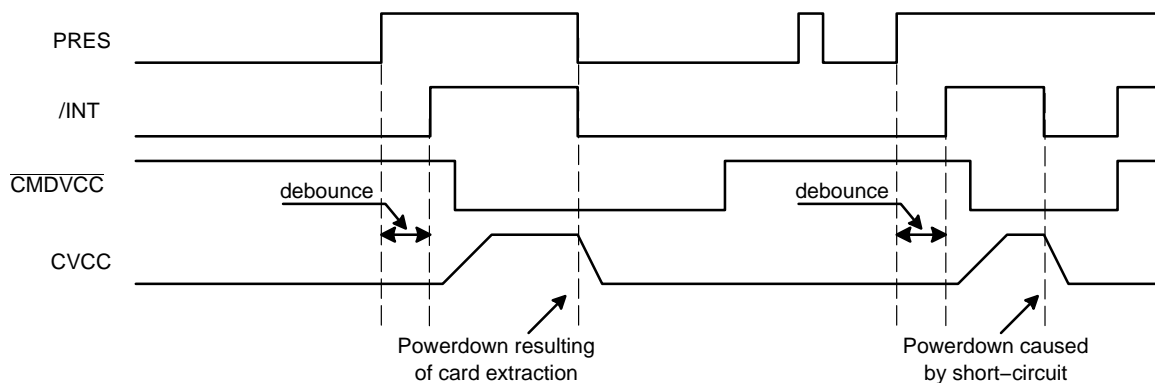 PRES
/INT
CMDVCC
debounce
debounce
CVCC
Powerdown resulting
of card extraction
Powerdown caused
by short−circuit